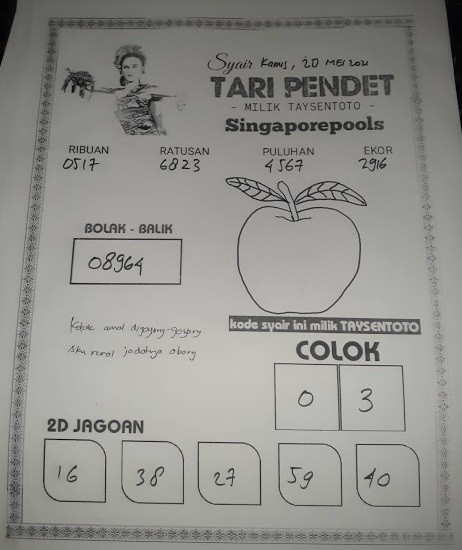 Syair Kamis, 20 MEI 2021
TARI PENDET
- MILIK TAYSENTOTO -
Singaporepools
RIBUAN RATUSAN PULUHAN EKOR
0517 6823 4567 2916
BOLAK - BALIK
08964
kode syair ini milik TAYSENTOTO
COLOK
0 3
2D JAGOAN
16 38 27 59 40